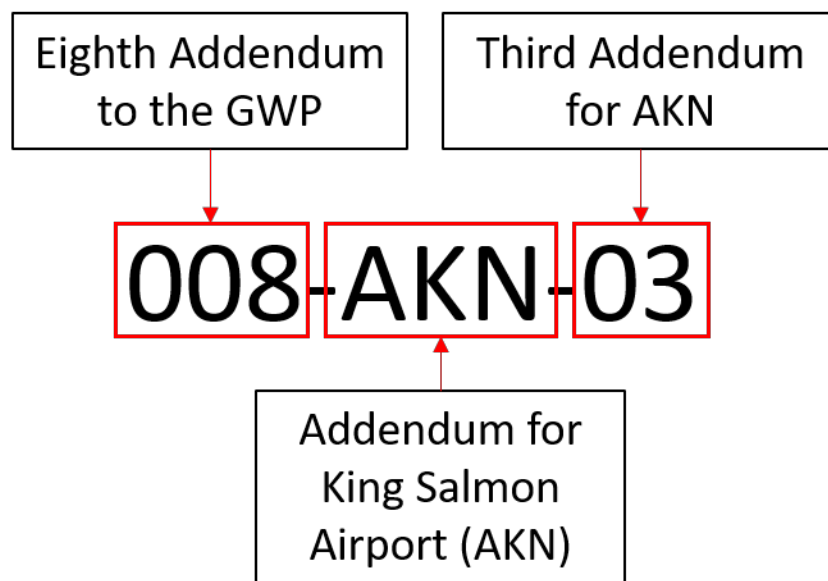 Eighth Addendum
to the GWP
Third Addendum
for AKN
008-AKN-03
Addendum for
King Salmon
Airport (AKN)